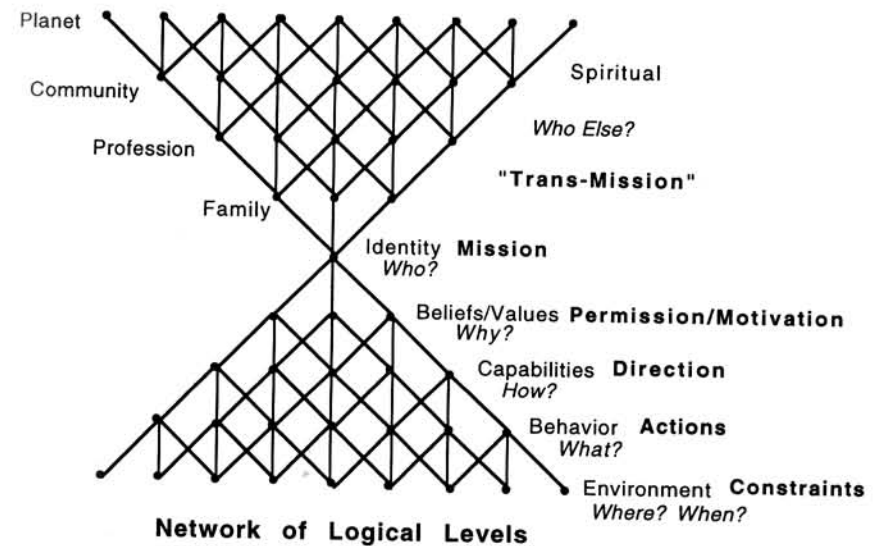 Planet
Spiritual
Community
Who Else?
Profession
"Trans-Mission"
Family
Identity Mission
Who?
Beliefs/Values Permission/Motivation
Why?
Capabilities Direction
How?
Behavior Actions
What?
Environment Constraints
Where? When?
Network of Logical Levels